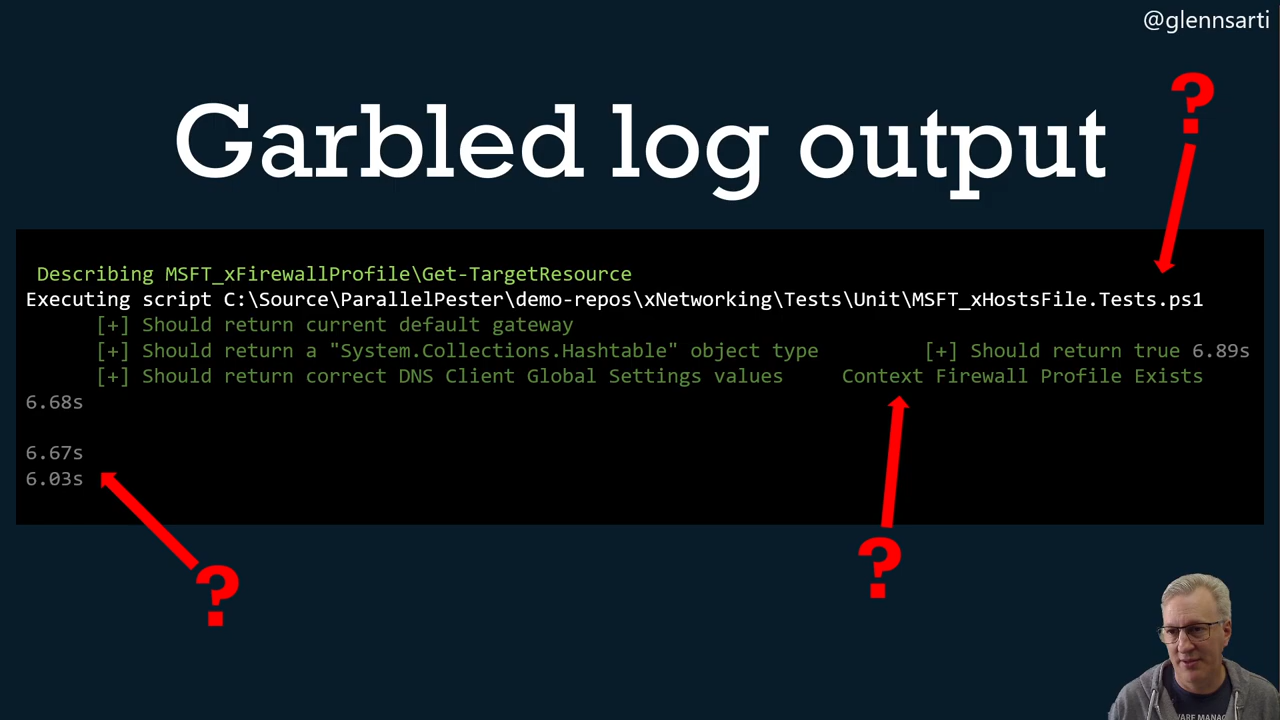 @glennsarti
?
Garbled log output
Describing MSFT_xFirewallProfile\Get-TargetResource
Executing script C:\Source\ParallelPester\demo-repos\xNetworking\Tests\Unit\MSFT_xHostsFile.Tests.ps1
[+] Should return current default gateway
[+] Should return a "System.Collections.Hashtable" object type [+] Should return true 6.89s
[+] Should return correct DNS Client Global Settings values Context Firewall Profile Exists
6.68s
6.67s
6.03s
?
?